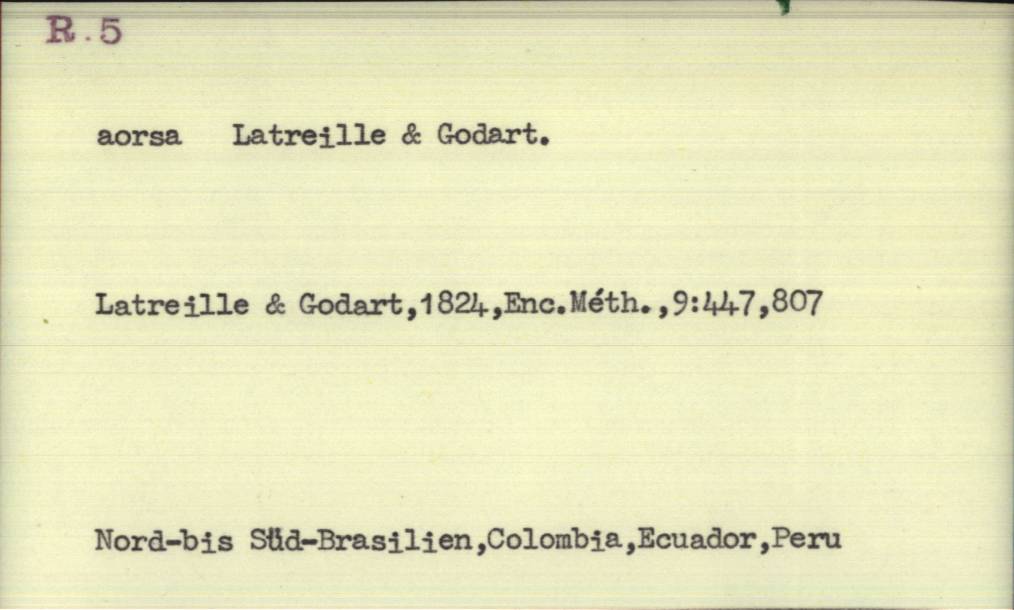 R.5
aorsa Latreille & Godart.
Latreille & Godart,1824,Enc.Méth.,9:447,807
Nord-bis Süd-Brasilien,Colombia,Ecuador,Peru